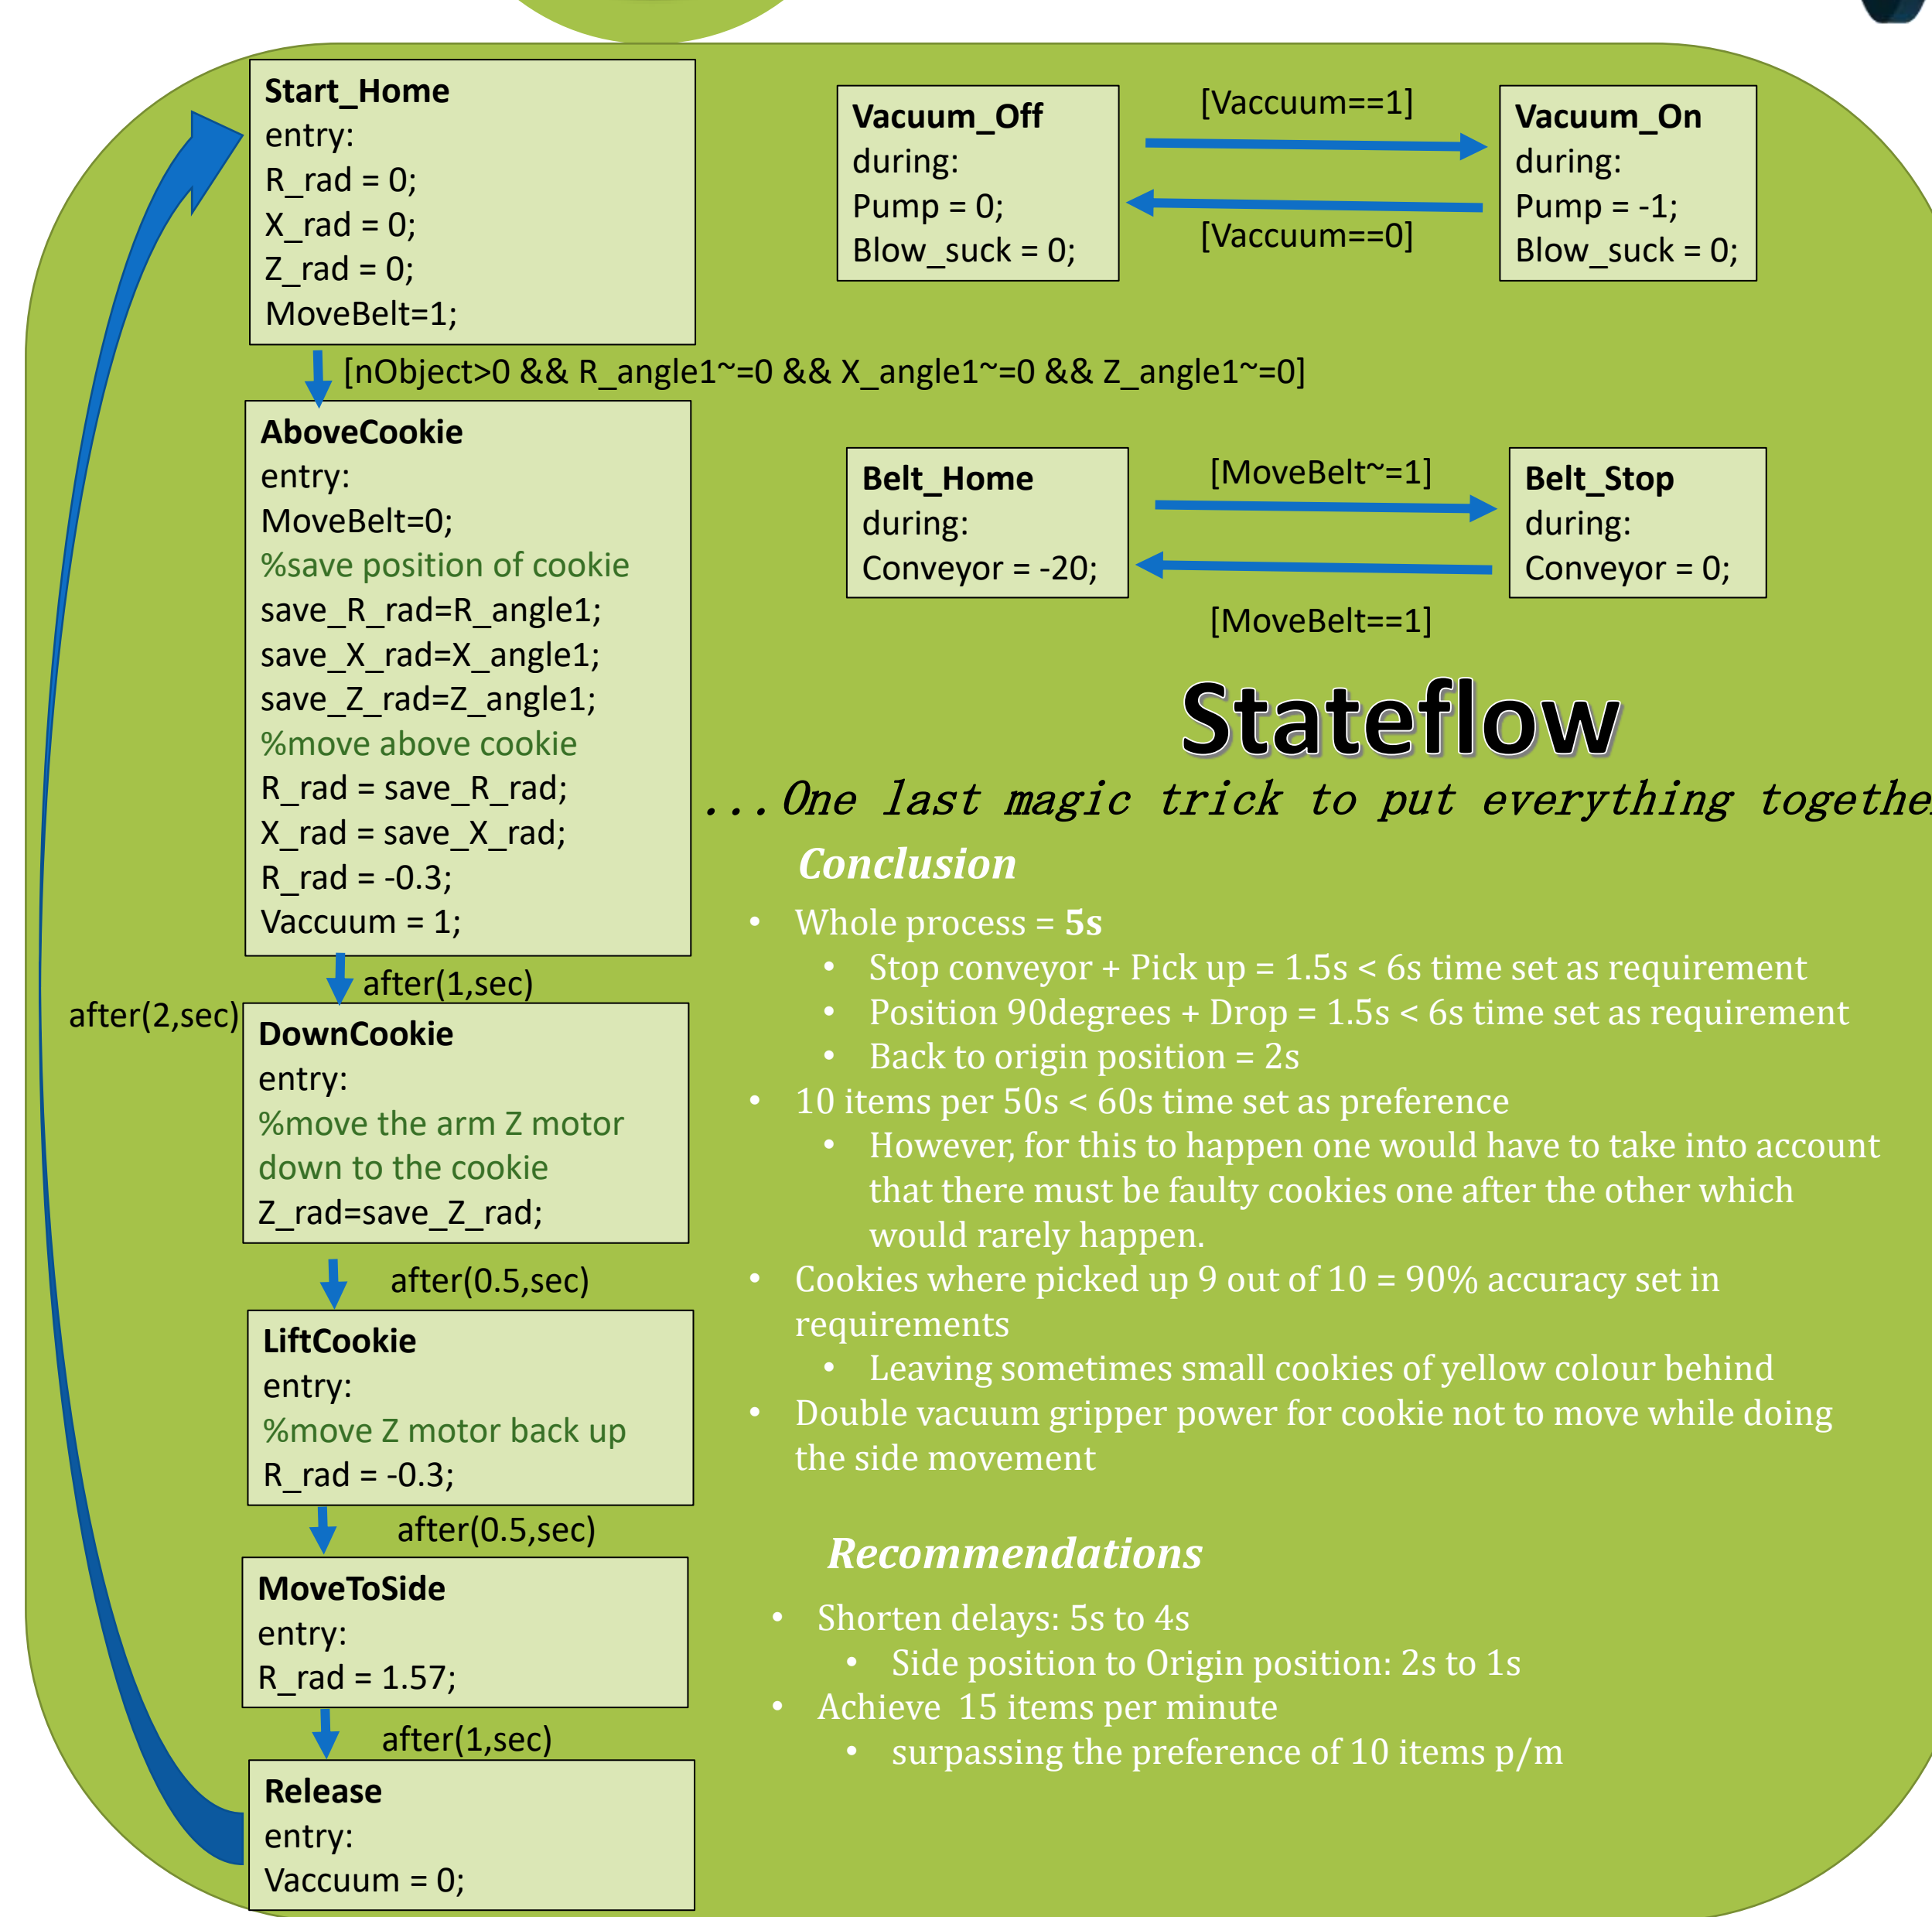 Start_Home
entry:
R_rad = 0;
X_rad = 0;
Z_rad = 0;
MoveBelt=1;
[nObject>0 && R_angle1~=0 && X_angle1~=0 && Z_angle1~=0]
AboveCookie
entry:
MoveBelt=0;
%save position of cookie
save_R_rad=R_angle1;
save_X_rad=X_angle1;
save_Z_rad=Z_angle1;
%move above cookie
R_rad = save_R_rad;
X_rad = save_X_rad;
R_rad = -0.3;
Vaccuum = 1;
after(1,sec)
after(2,sec)
DownCookie
entry:
%move the arm Z motor
down to the cookie
Z_rad=save_Z_rad;
after(0.5,sec)
LiftCookie
entry:
%move Z motor back up
R_rad = -0.3;
after(0.5,sec)
MoveToSide
entry:
R_rad = 1.57;
after(1,sec)
Release
entry:
Vaccuum = 0;
Vacuum_Off
during:
Pump = 0;
Blow_suck = 0;
[Vaccuum==1]
[Vaccuum==0]
Vacuum_On
during:
Pump = -1;
Blow_suck = 0;
Belt_Home
during:
Conveyor = -20;
[MoveBelt~=1]
[MoveBelt==1]
Belt_Stop
during:
Conveyor = 0;
Stateflow
...One last magic trick to put everything
Conclusion
• Whole process = 5s
• Stop conveyor + Pick up = 1.5s < 6s time set as requirement
• Position 90degrees + Drop = 1.5s < 6s time set as requirement
• Back to origin position = 2s
• 10 items per 50s < 60s time set as preference
• However, for this to happen one would have to take into account
that there must be faulty cookies one after the other which
would rarely happen.
• Cookies where picked up 9 out of 10 = 90% accuracy set in
requirements
• Leaving sometimes small cookies of yellow colour behind
• Double vacuum gripper power for cookie not to move while doing
the side movement
Recommendations
• Shorten delays: 5s to 4s
• Side position to Origin position: 2s to 1s
• Achieve 15 items per minute
• surpassing the preference of 10 items p/m